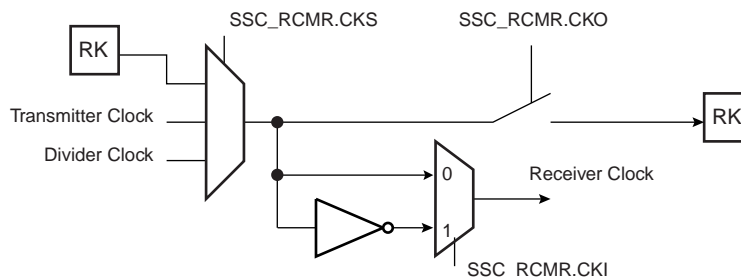 SSC_RCMR.CKS
SSC_RCMR.CKO
RK
Transmitter Clock
RK
Divider Clock
0
Receiver Clock
1
SSC_RCMR.CKI